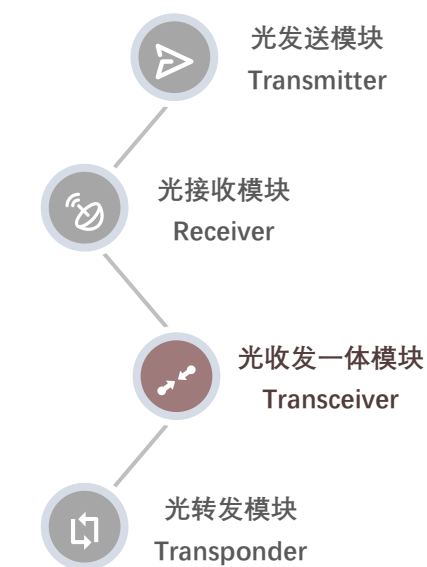 光发送模块
Transmitter
光接收模块
Receiver
光收发一体模块
Transceiver
光转发模块
Transponder